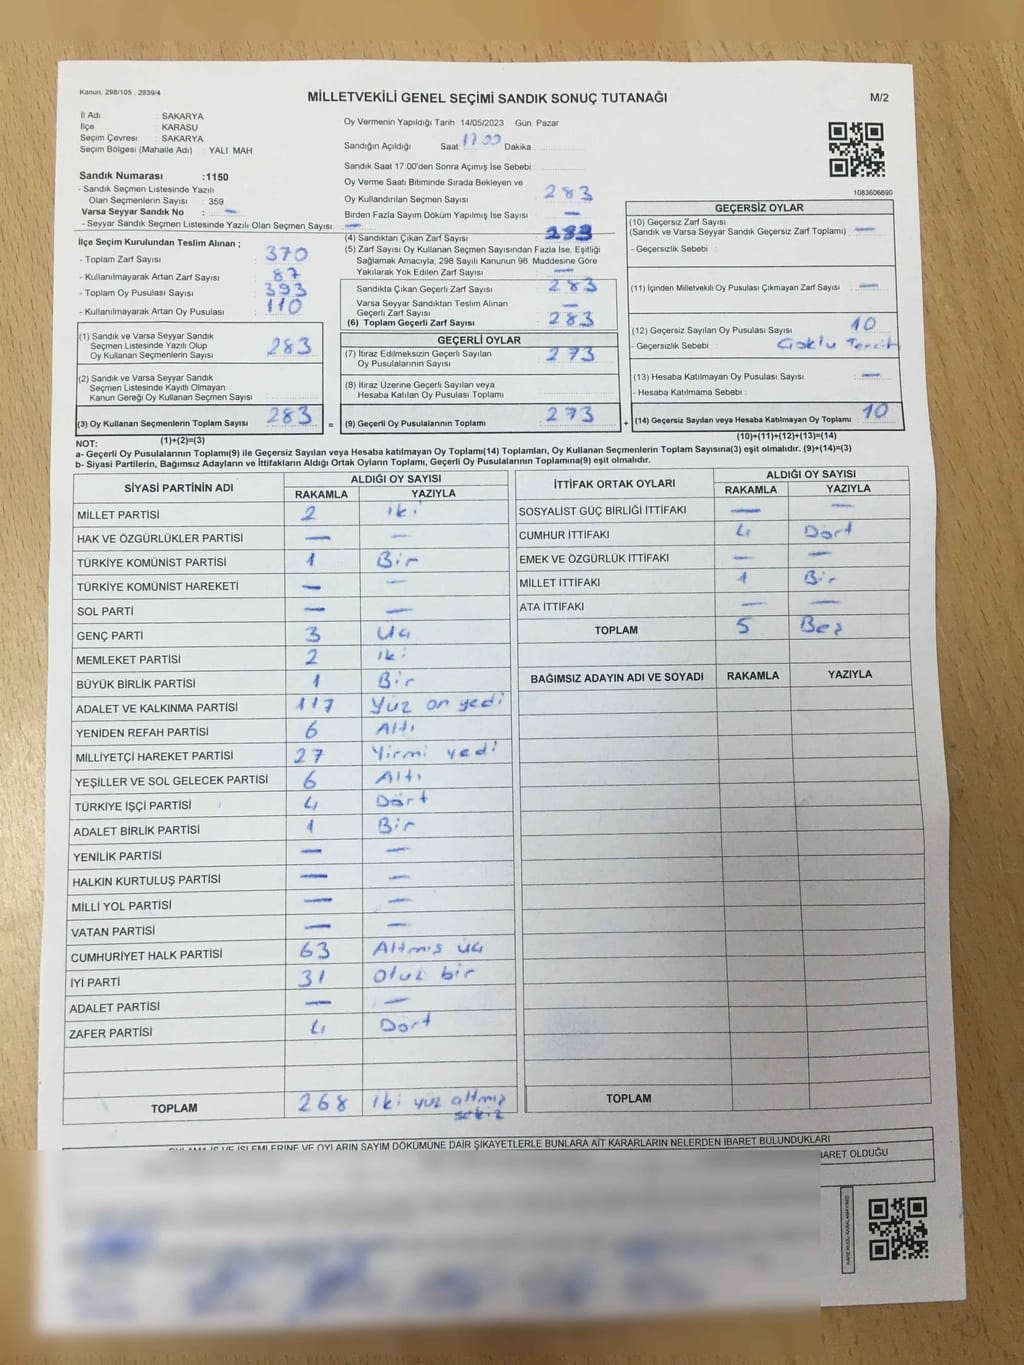 Kanun, 298/105 , 2839/4
MİLLETVEKİLİ GENEL SEÇİMİ SANDIK SONUÇ TUTANAĞI
M/2
İl Adı : SAKARYA
İlçe : KARASU
Seçim Çevresi : SAKARYA
Seçim Bölgesi (Mahalle Adı) : YALI MAH
Sandık Numarası :1150
- Sandık Seçmen Listesinde Yazılı
Olan Seçmenlerin Sayısı : 359
Varsa Seyyar Sandık No : —
- Seyyar Sandık Seçmen Listesinde Yazılı Olan Seçmen Sayısı: —
İlçe Seçim Kurulundan Teslim Alınan ;
- Toplam Zarf Sayısı 370
- Kullanılmayarak Artan Zarf Sayısı 87
- Toplam Oy Pusulası Sayısı 393
- Kullanılmayarak Artan Oy Pusulası 110
(1) Sandık ve Varsa Seyyar Sandık
Seçmen Listesinde Yazılı Olup
Oy Kullanan Seçmenlerin Sayısı 283
(2) Sandık ve Varsa Seyyar Sandık
Seçmen Listesinde Kayıtlı Olmayan
Kanun Gereği Oy Kullanan Seçmen Sayısı
(3) Oy Kullanan Seçmenlerin Toplam Sayısı 283
(1)+(2)=(3)
Oy Vermenin Yapıldığı Tarih :14/05/2023 Gün: Pazar
Sandığın Açıldığı Saat: 17.00 Dakika :
Sandık Saat 17.00'den Sonra Açımış İse Sebebi :
Oy Verme Saati Bitiminde Sırada Bekleyen ve
Oy Kullandırılan Seçmen Sayısı 283
Birden Fazla Sayım Döküm Yapılmış İse Sayısı —
(4) Sandıktan Çıkan Zarf Sayısı 283
(5) Zarf Sayısı Oy Kullanan Seçmen Sayısından Fazla İse, Eşitliği
Sağlamak Amacıyla, 298 Sayılı Kanunun 98. Maddesine Göre
Yakılarak Yok Edilen Zarf Sayısı —
Sandıkta Çıkan Geçerli Zarf Sayısı 283
Varsa Seyyar Sandıktan Teslim Alınan
Geçerli Zarf Sayısı —
(6) Toplam Geçerli Zarf Sayısı 283
GEÇERLİ OYLAR
(7) İtiraz Edilmeksizin Geçerli Sayılan
Oy Pusulalarının Sayısı 273
(8) İtiraz Üzerine Geçerli Sayılan veya
Hesaba Katılan Oy Pusulası Toplamı
= (9) Geçerli Oy Pusulalarının Toplamı 273
1083606690
GEÇERSİZ OYLAR
(10) Geçersiz Zarf Sayısı
(Sandık ve Varsa Seyyar Sandık Geçersiz Zarf Toplamı) : —
- Geçersizlik Sebebi :
(11) İçinden Milletvekili Oy Pusulası Çıkmayan Zarf Sayısı —
(12) Geçersiz Sayılan Oy Pusulası Sayısı 10
- Geçersizlik Sebebi : Çoklu Tercih
(13) Hesaba Katılmayan Oy Pusulası Sayısı —
- Hesaba Katılmama Sebebi :
+ (14) Geçersiz Sayılan veya Hesaba Katılmayan Oy Toplamı 10
(10)+(11)+(12)+(13)=(14)
NOT:
a- Geçerli Oy Pusulalarının Toplamı(9) ile Geçersiz Sayılan veya Hesaba katılmayan Oy Toplamı(14) Toplamları, Oy Kullanan Seçmenlerin Toplam Sayısına(3) eşit olmalıdır. (9)+(14)=(3)
b- Siyasi Partilerin, Bağımsız Adayların ve İttifakların Aldığı Ortak Oyların Toplamı, Geçerli Oy Pusulalarının Toplamına(9) eşit olmalıdır.
SİYASİ PARTİNİN ADI ALDIĞI OY SAYISI
RAKAMLA YAZIYLA
MİLLET PARTİSİ 2 iki
HAK VE ÖZGÜRLÜKLER PARTİSİ — —
TÜRKİYE KOMÜNİST PARTİSİ 1 Bir
TÜRKİYE KOMÜNİST HAREKETİ — —
SOL PARTİ — —
GENÇ PARTİ 3 Üç
MEMLEKET PARTİSİ 2 iki
BÜYÜK BİRLİK PARTİSİ 1 Bir
ADALET VE KALKINMA PARTİSİ 117 Yüz on yedi
YENİDEN REFAH PARTİSİ 6 Altı
MİLLİYETÇİ HAREKET PARTİSİ 27 Yirmi yedi
YEŞİLLER VE SOL GELECEK PARTİSİ 6 Altı
TÜRKİYE İŞÇİ PARTİSİ 4 Dört
ADALET BİRLİK PARTİSİ 1 Bir
YENİLİK PARTİSİ — —
HALKIN KURTULUŞ PARTİSİ — —
MİLLİ YOL PARTİSİ — —
VATAN PARTİSİ — —
CUMHURİYET HALK PARTİSİ 63 Altmış üç
İYİ PARTİ 31 Otuz bir
ADALET PARTİSİ — —
ZAFER PARTİSİ 4 Dört
TOPLAM 268 iki yüz altmış
sekiz
İTTİFAK ORTAK OYLARI ALDIĞI OY SAYISI
RAKAMLA YAZIYLA
SOSYALİST GÜÇ BİRLİĞİ İTTİFAKI — —
CUMHUR İTTİFAKI 4 Dört
EMEK VE ÖZGÜRLÜK İTTİFAKI — —
MİLLET İTTİFAKI 1 Bir
ATA İTTİFAKI — —
TOPLAM 5 Beş
BAĞIMSIZ ADAYIN ADI VE SOYADI RAKAMLA YAZIYLA
TOPLAM
OYLAMA İŞ VE İŞLEMLERİNE VE OYLARIN SAYIM DÖKÜMÜNE DAİR ŞİKAYETLERLE BUNLARA AİT KARARLARIN NELERDEN İBARET BULUNDUKLARI
İBARET OLDUĞU